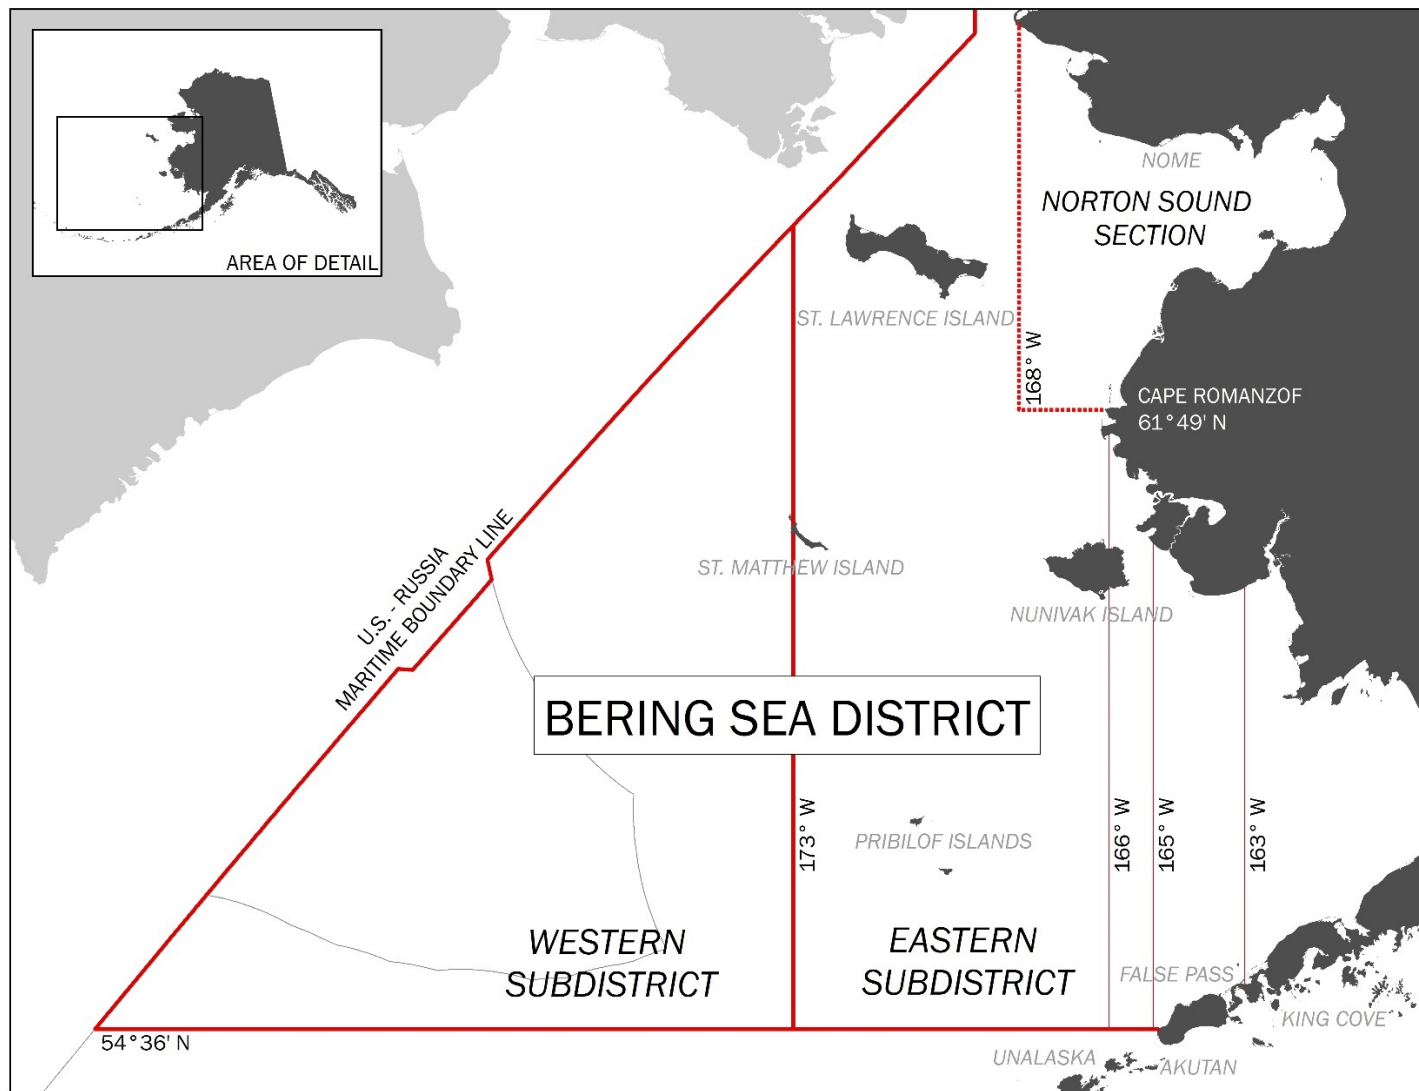 AREA OF DETAIL
NOME
NORTON SOUND
SECTION
ST. LAWRENCE ISLAND
168° W
CAPE ROMANZOF
61°49' N
U.S. - RUSSIA
MARITIME BOUNDARY LINE
ST. MATTHEW ISLAND
NUNIVAK ISLAND
BERING SEA DISTRICT
173° W
166° W
165° W
163° W
PRIBILOF ISLANDS
WESTERN
SUBDISTRICT
EASTERN
SUBDISTRICT
FALSE PASS
KING COVE
54°36' N
UNALASKA
AKUTAN